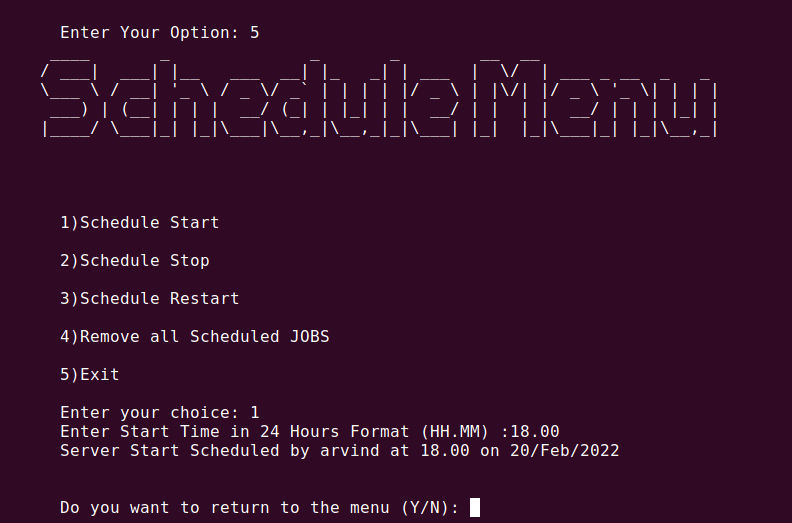 Enter Your Option: 5
Schedule Menu
1)Schedule Start
2)Schedule Stop
3)Schedule Restart
4)Remove all Scheduled JOBS
5)Exit
Enter your choice: 1
Enter Start Time in 24 Hours Format (HH.MM) :18.00
Server Start Scheduled by arvind at 18.00 on 20/Feb/2022
Do you want to return to the menu (Y/N):